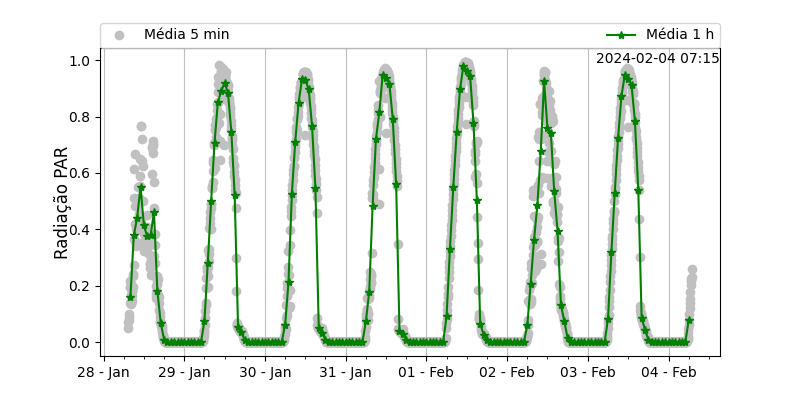 Média 5 min
Média 1 h
2024-02-04 07:15
Radiação PAR
1.0
0.8
0.6
0.4
0.2
0.0
28 - Jan
29 - Jan
30 - Jan
31 - Jan
01 - Feb
02 - Feb
03 - Feb
04 - Feb